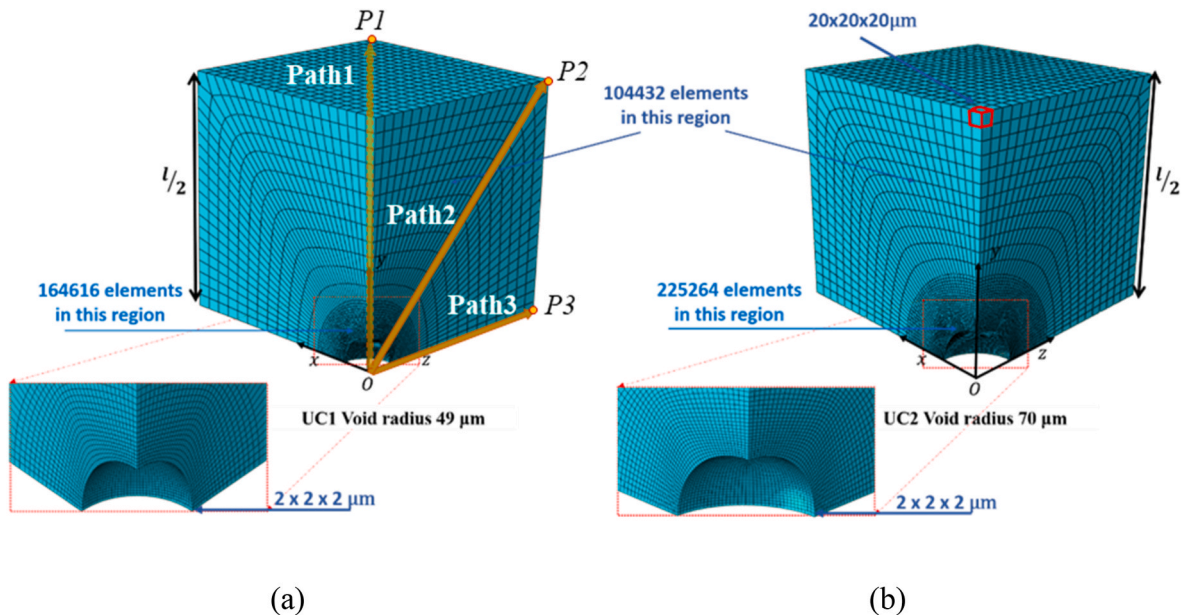 P1
Path1
P2
l/2
104432 elements
in this region
Path2
y
164616 elements
in this region
Path3
P3
x
z
O
UC1 Void radius 49 μm
2 x 2 x 2 μm
(a)
20x20x20μm
l/2
y
225264 elements
in this region
x
z
O
UC2 Void radius 70 μm
2 x 2 x 2 μm
(b)